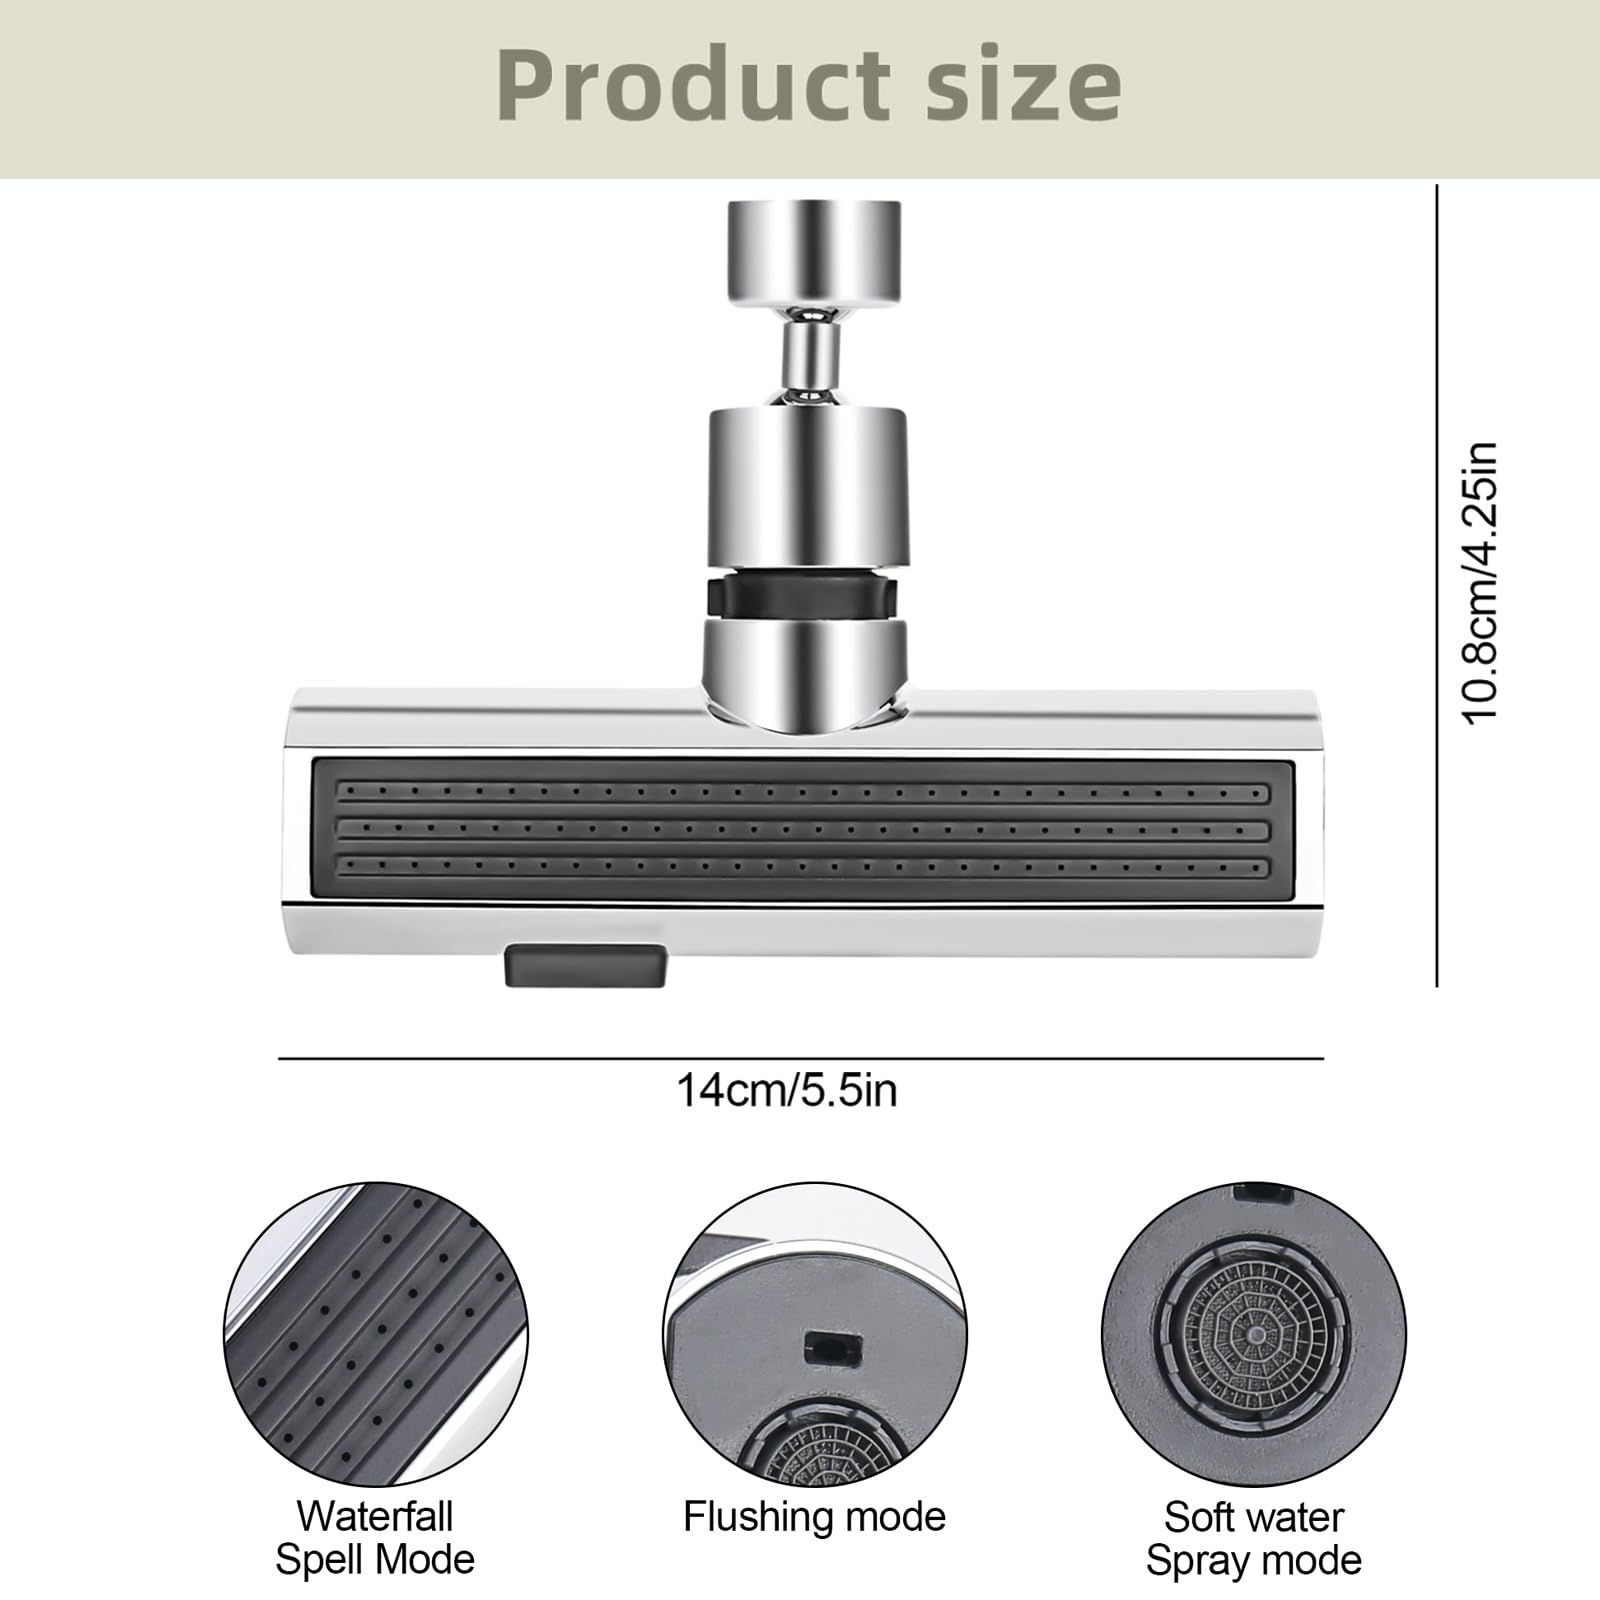 Product size
10.8cm/4.25in
14cm/5.5in
Waterfall
Spell Mode
Flushing mode
Soft water
Spray mode